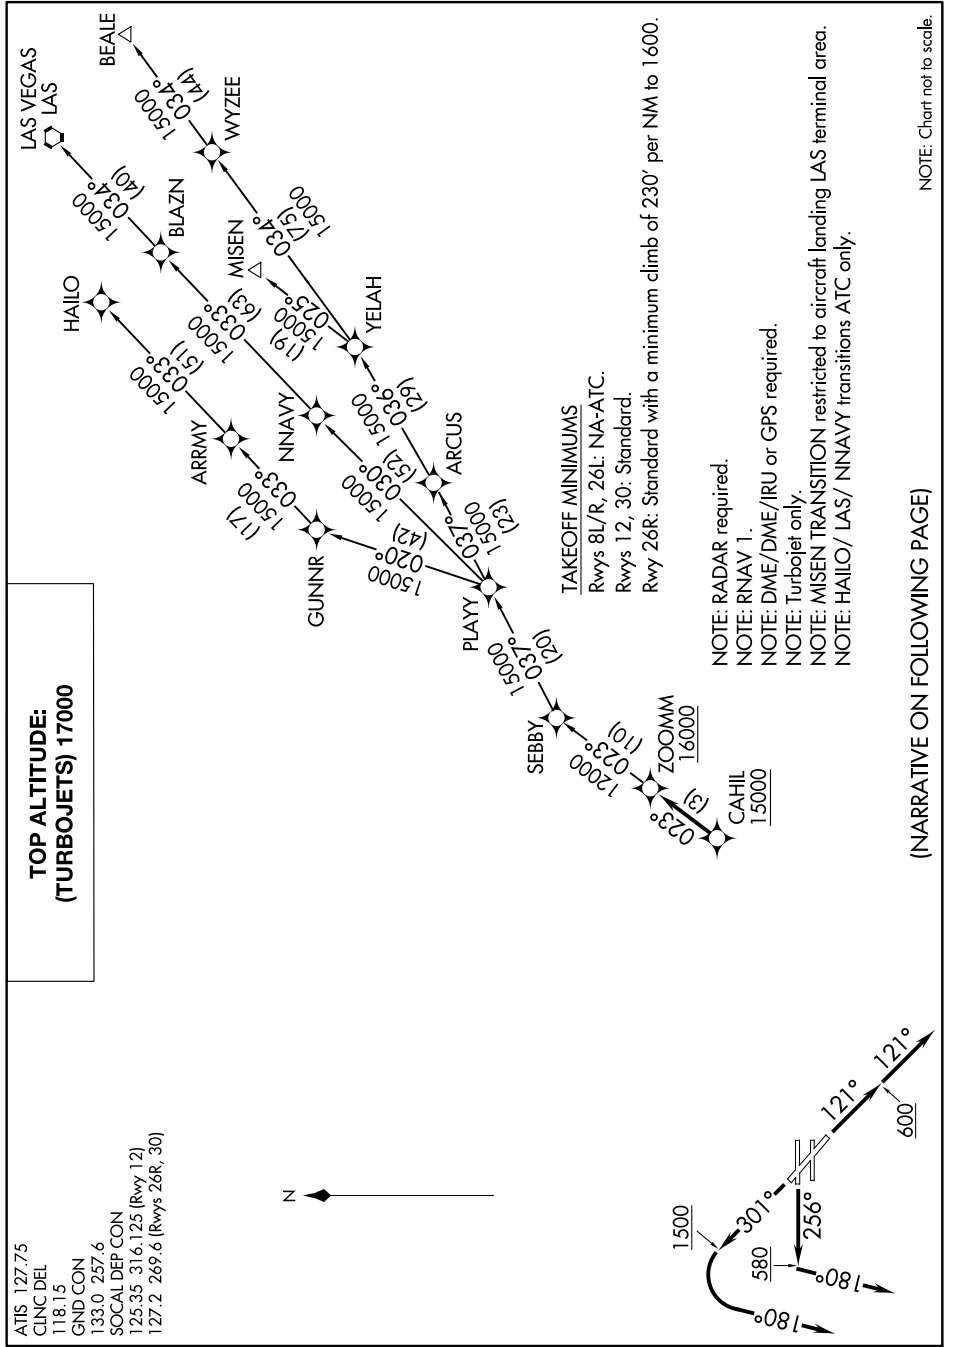 TOP ALTITUDE:
(TURBOJETS) 17000
ATIS 127.75
CLNC DEL
118.15
GND CON
133.0 257.6
SOCAL DEP CON
125.35 316.125 (Rwy 12)
127.2 269.6 (Rwys 26R, 30)
N
LAS VEGAS
LAS
BEALE
HAILO
15000
034°
(40)
15000
034°
(44)
BLAZN
WYZEE
15000
033°
(51)
15000
033°
(63)
MISEN
034°
(75)
15000
ARRMY
NNAVY
(19)
15000
025°
YELAH
(17)
15000
033°
15000
036°
(29)
GUNNR
15000
020°
(42)
15000
030°
(52)
ARCUS
PLAYY
037°
15000
(23)
SEBBY
15000
037°
(20)
12000
023°
(10)
ZOOMM
16000
023°
(3)
CAHIL
15000
TAKEOFF MINIMUMS
Rwys 8L/R, 26L: NA-ATC.
Rwys 12, 30: Standard.
Rwy 26R: Standard with a minimum climb of 230' per NM to 1600.
NOTE: RADAR required.
NOTE: RNAV 1.
NOTE: DME/DME/IRU or GPS required.
NOTE: Turbojet only.
NOTE: MISEN TRANSITION restricted to aircraft landing LAS terminal area.
NOTE: HAILO/ LAS/ NNAVY transitions ATC only.
1500
301°
180°
580
256°
180°
121°
600
121°
(NARRATIVE ON FOLLOWING PAGE)
NOTE: Chart not to scale.